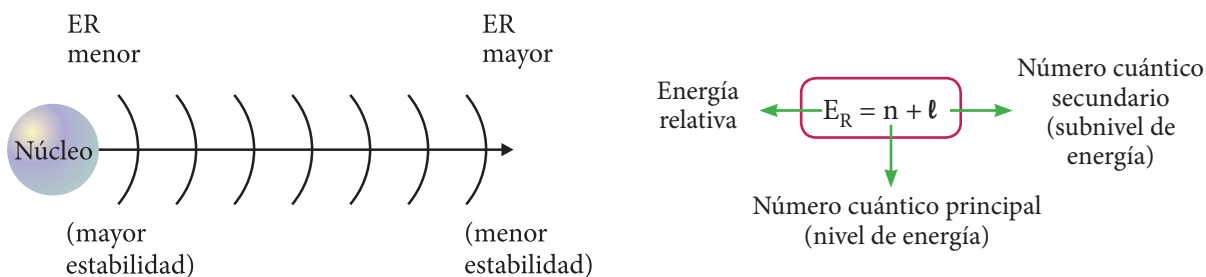 ER
menor
ER
mayor
Núcleo
(mayor
estabilidad)
(menor
estabilidad)
Energía
relativa
E_R = n + ℓ
Número cuántico
secundario
(subnivel de
energía)
Número cuántico principal
(nivel de energía)